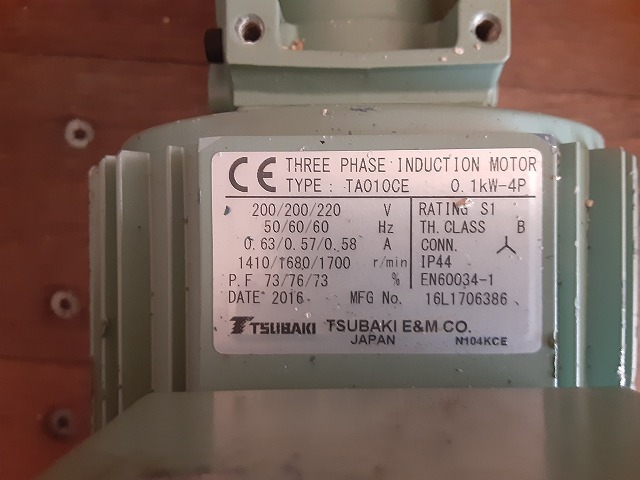 CE THREE PHASE INDUCTION MOTOR
TYPE : TA010CE 0.1kW-4P
200/200/220 V RATING S1
50/60/60 Hz TH.CLASS B
0.63/0.57/0.58 A CONN.
1410/1680/1700 r/min IP44
P.F 73/76/73 % EN60034-1
DATE 2016 MFG No. 16L1706386
TSUBAKI TSUBAKI E&M CO.
JAPAN N104KCE